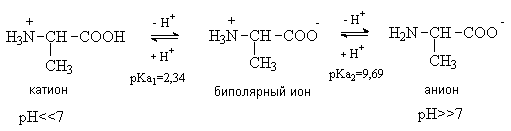 + - H⁺ + - H⁺
H₃N—CH—COOH ⇌ H₃N—CH—COO⁻ ⇌ H₂N—CH—COO⁻
+ H⁺ + H⁺
CH₃ CH₃ CH₃
pKa₁=2,34 pKa₂=9,69
катион биполярный ион анион
pH<<7 pH>>7